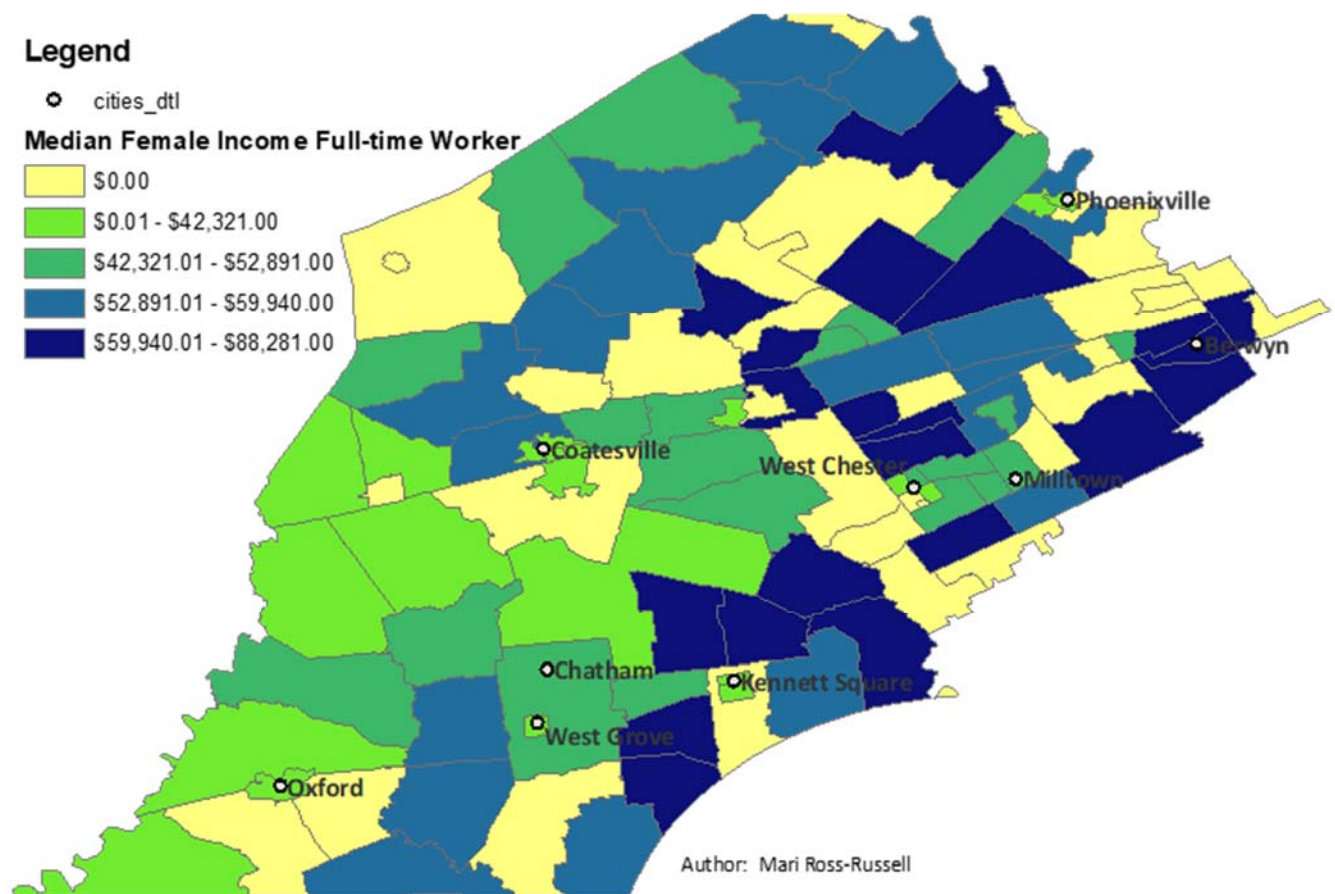 Legend
cities_dtl
Median Female Income Full-time Worker
$0.00
$0.01 - $42,321.00
$42,321.01 - $52,891.00
$52,891.01 - $59,940.00
$59,940.01 - $88,281.00
Phoenixville
Berwyn
Coatesville
West Chester
Milltown
Chatham
Kennett Square
West Grove
Oxford
Author: Mari Ross-Russell